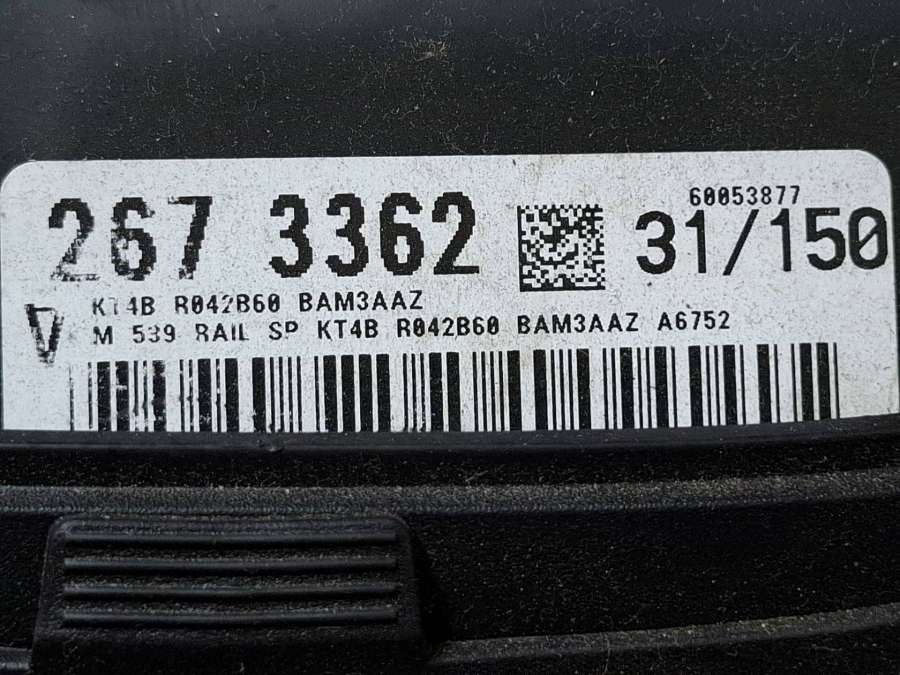 60053877
267 3362 31/150
KT4B R042B60 BAM3AAZ
V
M 539 RAIL SP KT4B R042B60 BAM3AAZ A6752